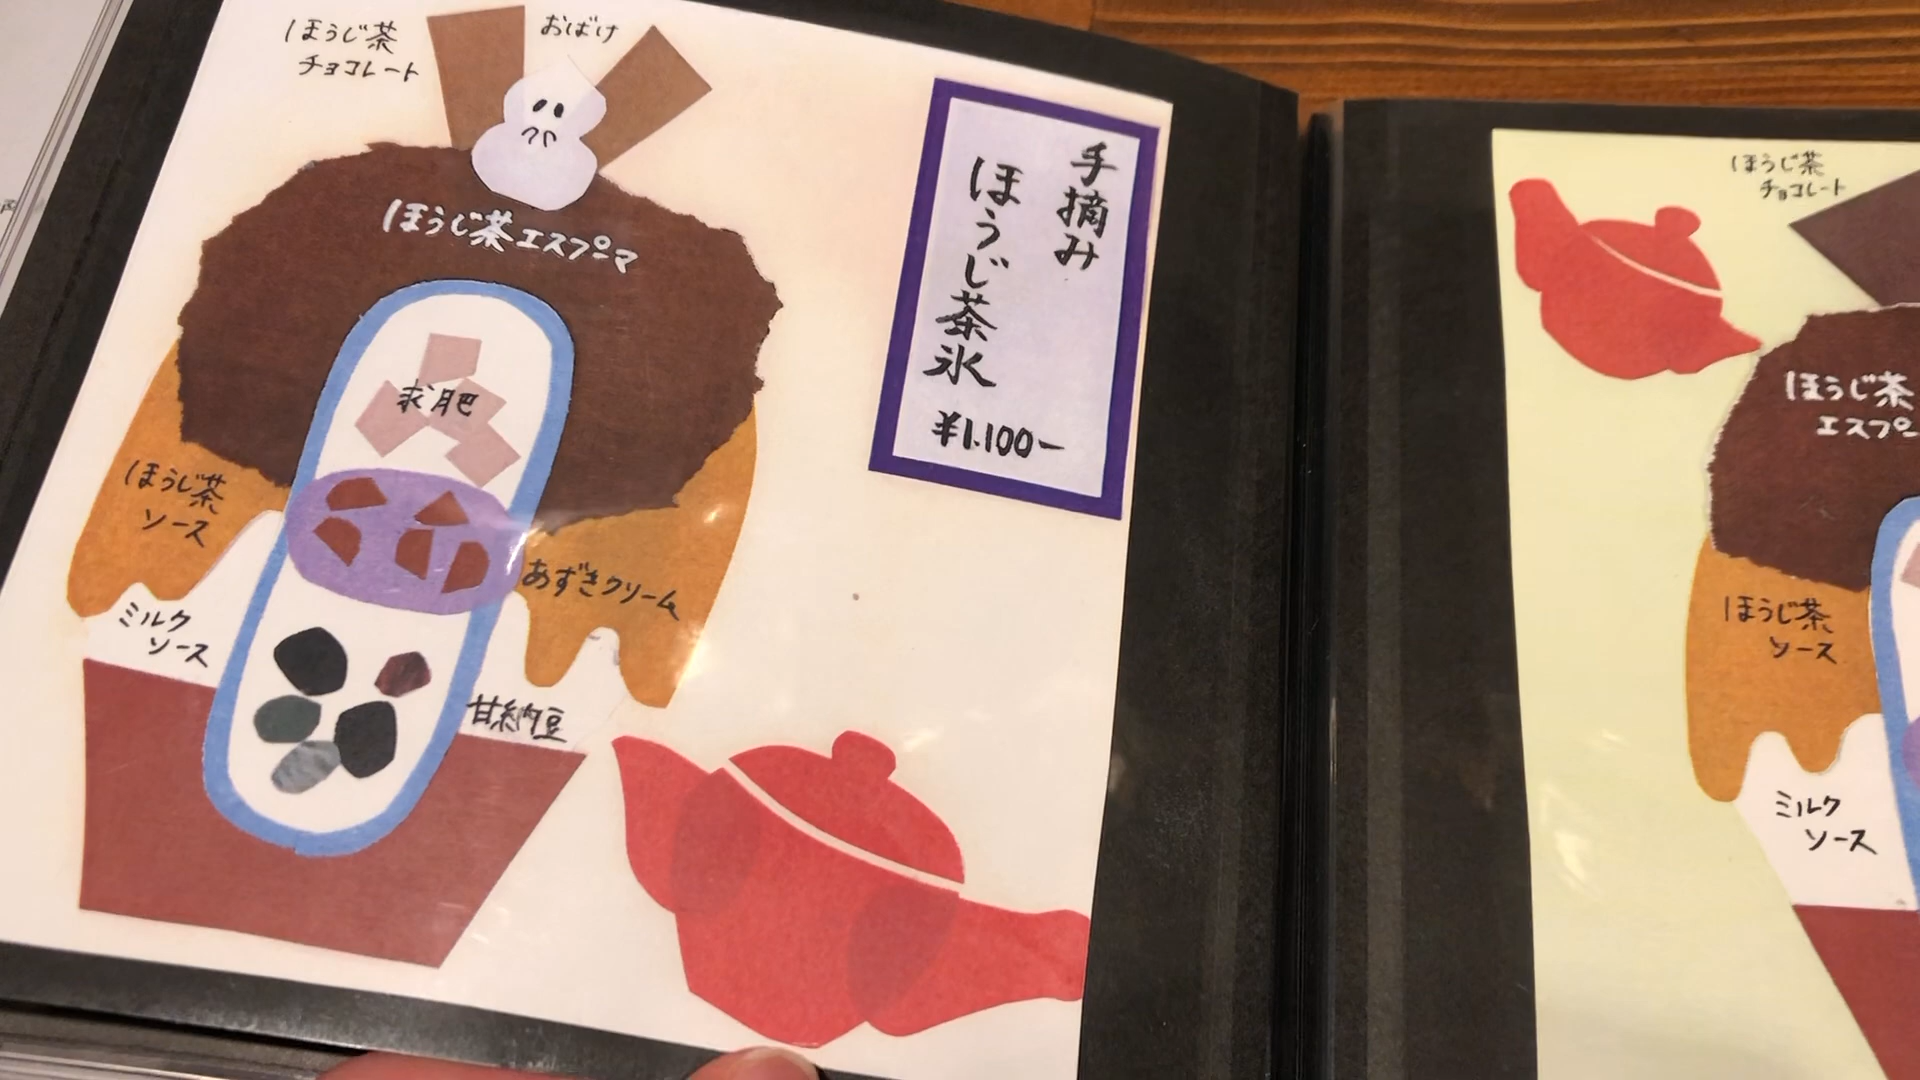 ほうじ茶
チョコレート
おばけ
ほうじ茶エスプーマ
求肥
ほうじ茶
ソース
あずきクリーム
ミルク
ソース
甘納豆
手摘み
ほうじ茶氷
¥1.100-
ほうじ茶
チョコレート
ほうじ茶
エスプー
ほうじ茶
ソース
ミルク
ソース